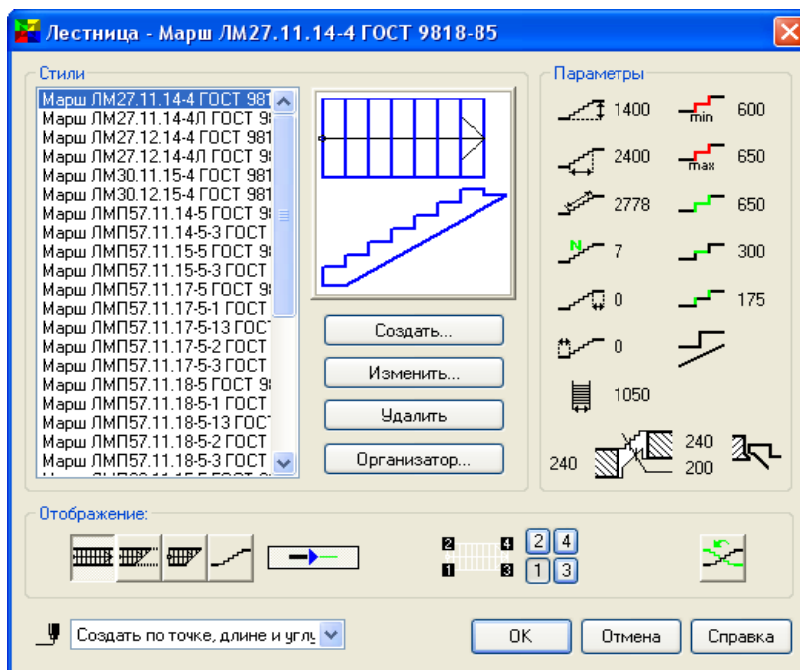 Лестница - Марш ЛМ27.11.14-4 ГОСТ 9818-85
Стили
Марш ЛМ27.11.14-4 ГОСТ 981
Марш ЛМ27.11.14-4Л ГОСТ 9
Марш ЛМ27.12.14-4 ГОСТ 981
Марш ЛМ27.12.14-4Л ГОСТ 9
Марш ЛМ30.11.15-4 ГОСТ 981
Марш ЛМ30.12.15-4 ГОСТ 981
Марш ЛМП57.11.14-5 ГОСТ 9
Марш ЛМП57.11.14-5-3 ГОСТ
Марш ЛМП57.11.15-5 ГОСТ 9
Марш ЛМП57.11.15-5-3 ГОСТ
Марш ЛМП57.11.17-5 ГОСТ 9
Марш ЛМП57.11.17-5-1 ГОСТ
Марш ЛМП57.11.17-5-13 ГОСТ
Марш ЛМП57.11.17-5-2 ГОСТ
Марш ЛМП57.11.17-5-3 ГОСТ
Марш ЛМП57.11.18-5 ГОСТ 9
Марш ЛМП57.11.18-5-1 ГОСТ
Марш ЛМП57.11.18-5-13 ГОСТ
Марш ЛМП57.11.18-5-2 ГОСТ
Марш ЛМП57.11.18-5-3 ГОСТ
Создать...
Изменить...
Удалить
Организатор...
Параметры
1400
min
600
2400
max
650
2778
650
N
7
300
0
175
0
1050
240
240
200
Отображение:
2 4
1 3
2 4
1 3
Создать по точке, длине и углу
OK
Отмена
Справка